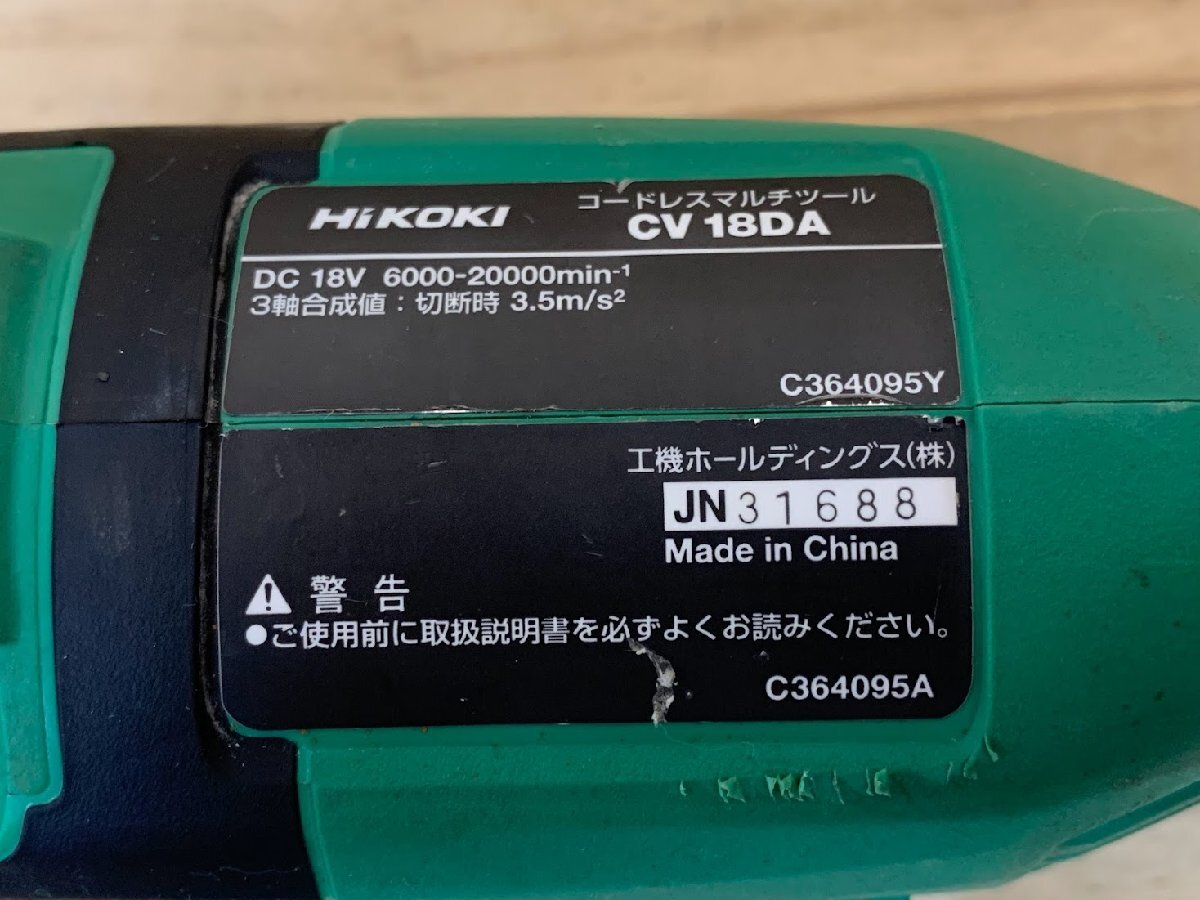 HiKOKI
コードレスマルチツール
CV 18DA
DC 18V 6000-20000min-1
3軸合成値：切断時 3.5m/s²
C364095Y
工機ホールディングス(株)
JN31688
Made in China
警 告
●ご使用前に取扱説明書を必ずよくお読みください。
C364095A